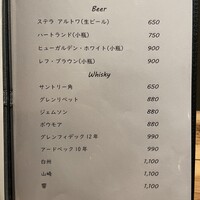 Beer
ステラ アルトワ(生ビール) 650
ハートランド(小瓶) 750
ヒューガルデン・ホワイト(小瓶) 900
レフ・ブラウン(小瓶) 900
Whisky
サントリー角 650
グレンリベット 880
ジェムソン 880
ボウモア 880
グレンフィディック12年 990
アードベック10年 990
白州 1,100
山崎 1,100
響 1,100